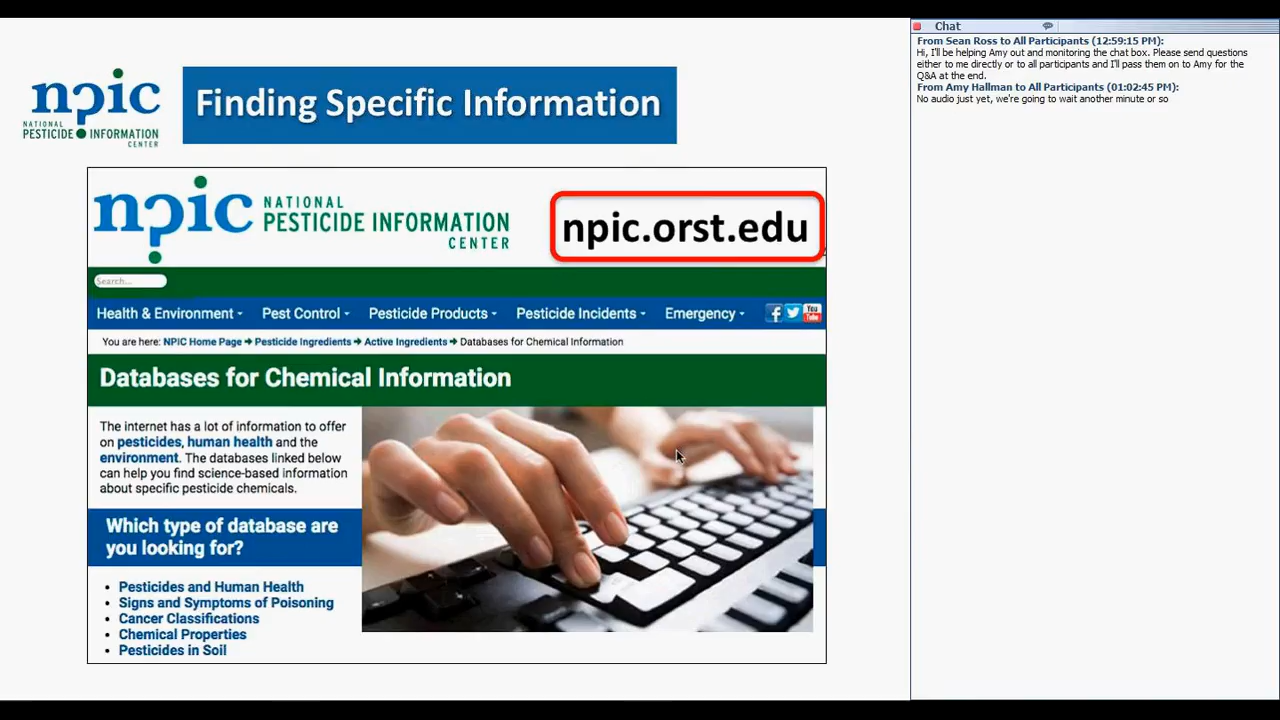 npic
NATIONAL
PESTICIDE INFORMATION
CENTER
Finding Specific Information
npic
NATIONAL
PESTICIDE INFORMATION
CENTER
npic.orst.edu
Search...
Health & Environment Pest Control Pesticide Products Pesticide Incidents Emergency f You Tube
You are here: NPIC Home Page Pesticide Ingredients Active Ingredients Databases for Chemical Information
Databases for Chemical Information
The internet has a lot of information to offer
on pesticides, human health and the
environment. The databases linked below
can help you find science-based information
about specific pesticide chemicals.
Which type of database are
you looking for?
• Pesticides and Human Health
• Signs and Symptoms of Poisoning
• Cancer Classifications
• Chemical Properties
• Pesticides in Soil
Chat
From Sean Ross to All Participants (12:59:15 PM):
Hi, I'll be helping Amy out and monitoring the chat box. Please send questions
either to me directly or to all participants and I'll pass them on to Amy for the
Q&A at the end.
From Amy Hallman to All Participants (01:02:45 PM):
No audio just yet, we're going to wait another minute or so